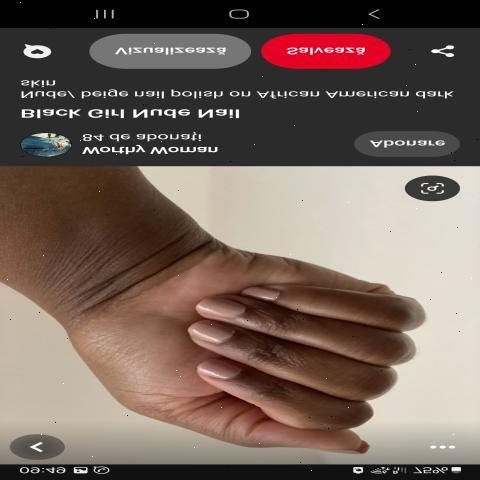 09:49
75%
Worthy Woman
84 de abonați
Abonare
Black Girl Nude Nail
Nude/ beige nail polish on African American dark
skin
Vizualizează
Salvează